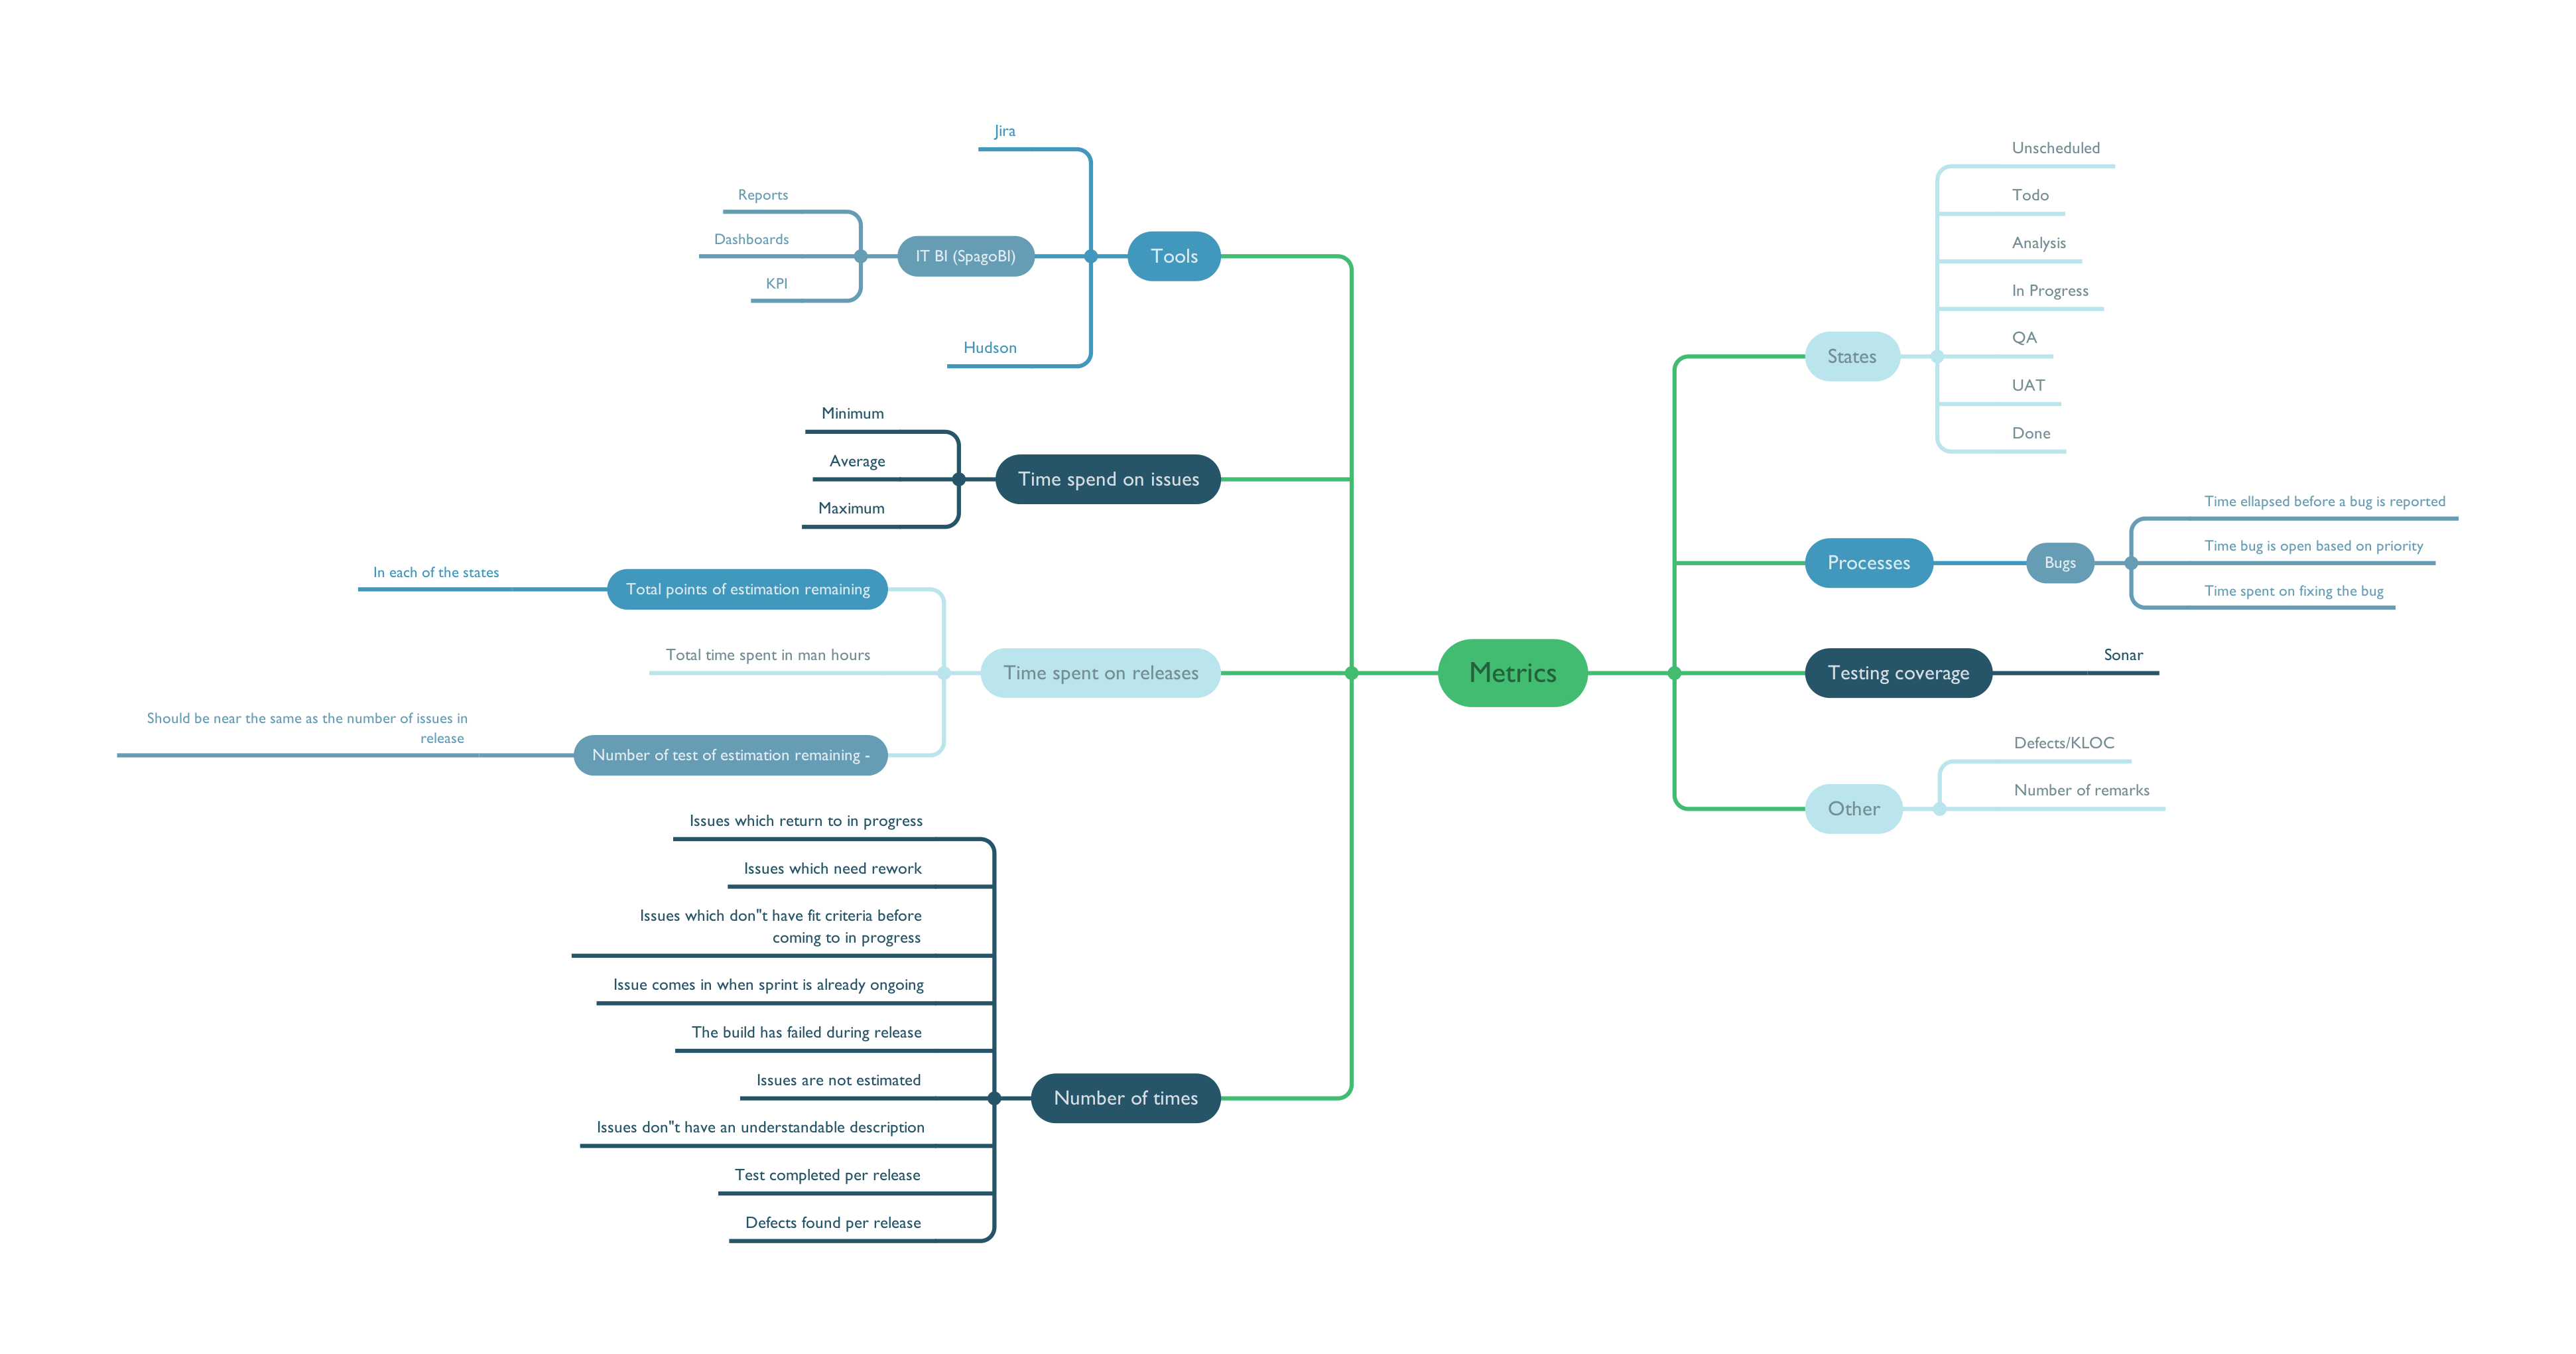 Metrics
Tools
Jira
IT BI (SpagoBI)
Reports
Dashboards
KPI
Hudson
Time spend on issues
Minimum
Average
Maximum
Time spent on releases
Total points of estimation remaining
In each of the states
Total time spent in man hours
Number of test of estimation remaining -
Should be near the same as the number of issues in
release
Number of times
Issues which return to in progress
Issues which need rework
Issues which don"t have fit criteria before
coming to in progress
Issue comes in when sprint is already ongoing
The build has failed during release
Issues are not estimated
Issues don"t have an understandable description
Test completed per release
Defects found per release
States
Unscheduled
Todo
Analysis
In Progress
QA
UAT
Done
Processes
Bugs
Time ellapsed before a bug is reported
Time bug is open based on priority
Time spent on fixing the bug
Testing coverage
Sonar
Other
Defects/KLOC
Number of remarks